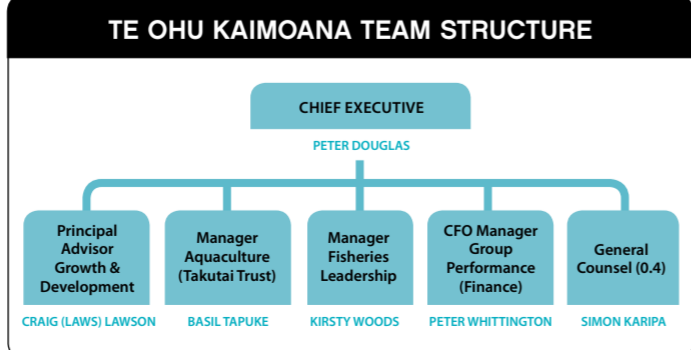 TE OHU KAIMOANA TEAM STRUCTURE
CHIEF EXECUTIVE
PETER DOUGLAS
Principal
Advisor
Growth &
Development
CRAIG (LAWS) LAWSON
Manager
Aquaculture
(Takutai Trust)
BASIL TAPUKE
Manager
Fisheries
Leadership
KIRSTY WOODS
CFO Manager
Group
Performance
(Finance)
PETER WHITTINGTON
General
Counsel (0.4)
SIMON KARIPA